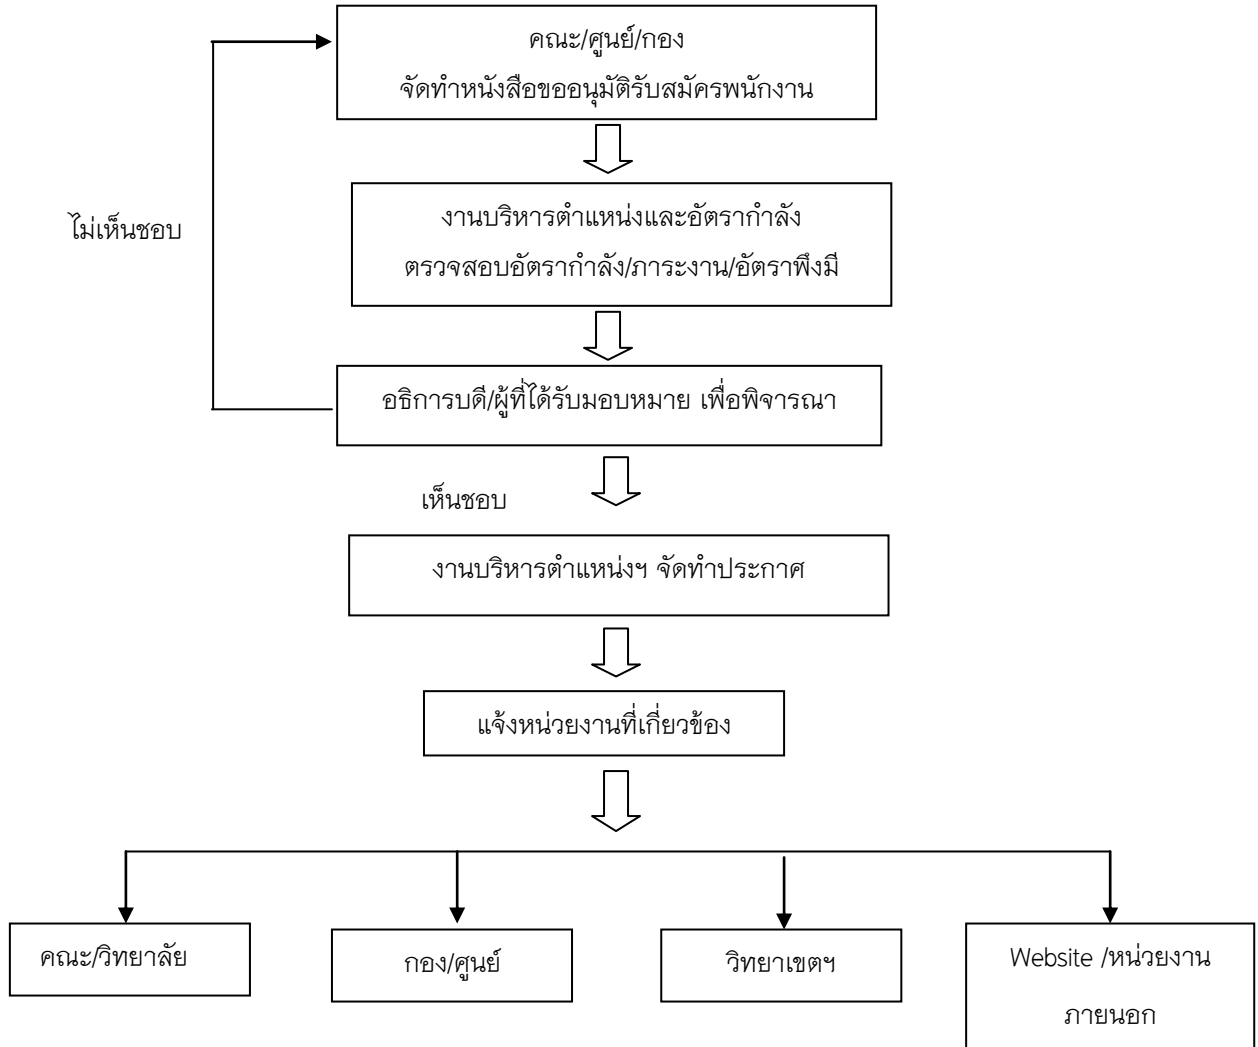 คณะ/ศูนย์/กอง
จัดทำหนังสือขออนุมัติรับสมัครพนักงาน
ไม่เห็นชอบ
งานบริหารตำแหน่งและอัตรากำลัง
ตรวจสอบอัตรากำลัง/ภาระงาน/อัตราพึงมี
อธิการบดี/ผู้ที่ได้รับมอบหมาย เพื่อพิจารณา
เห็นชอบ
งานบริหารตำแหน่งฯ จัดทำประกาศ
แจ้งหน่วยงานที่เกี่ยวข้อง
คณะ/วิทยาลัย
กอง/ศูนย์
วิทยาเขตฯ
Website /หน่วยงาน
ภายนอก